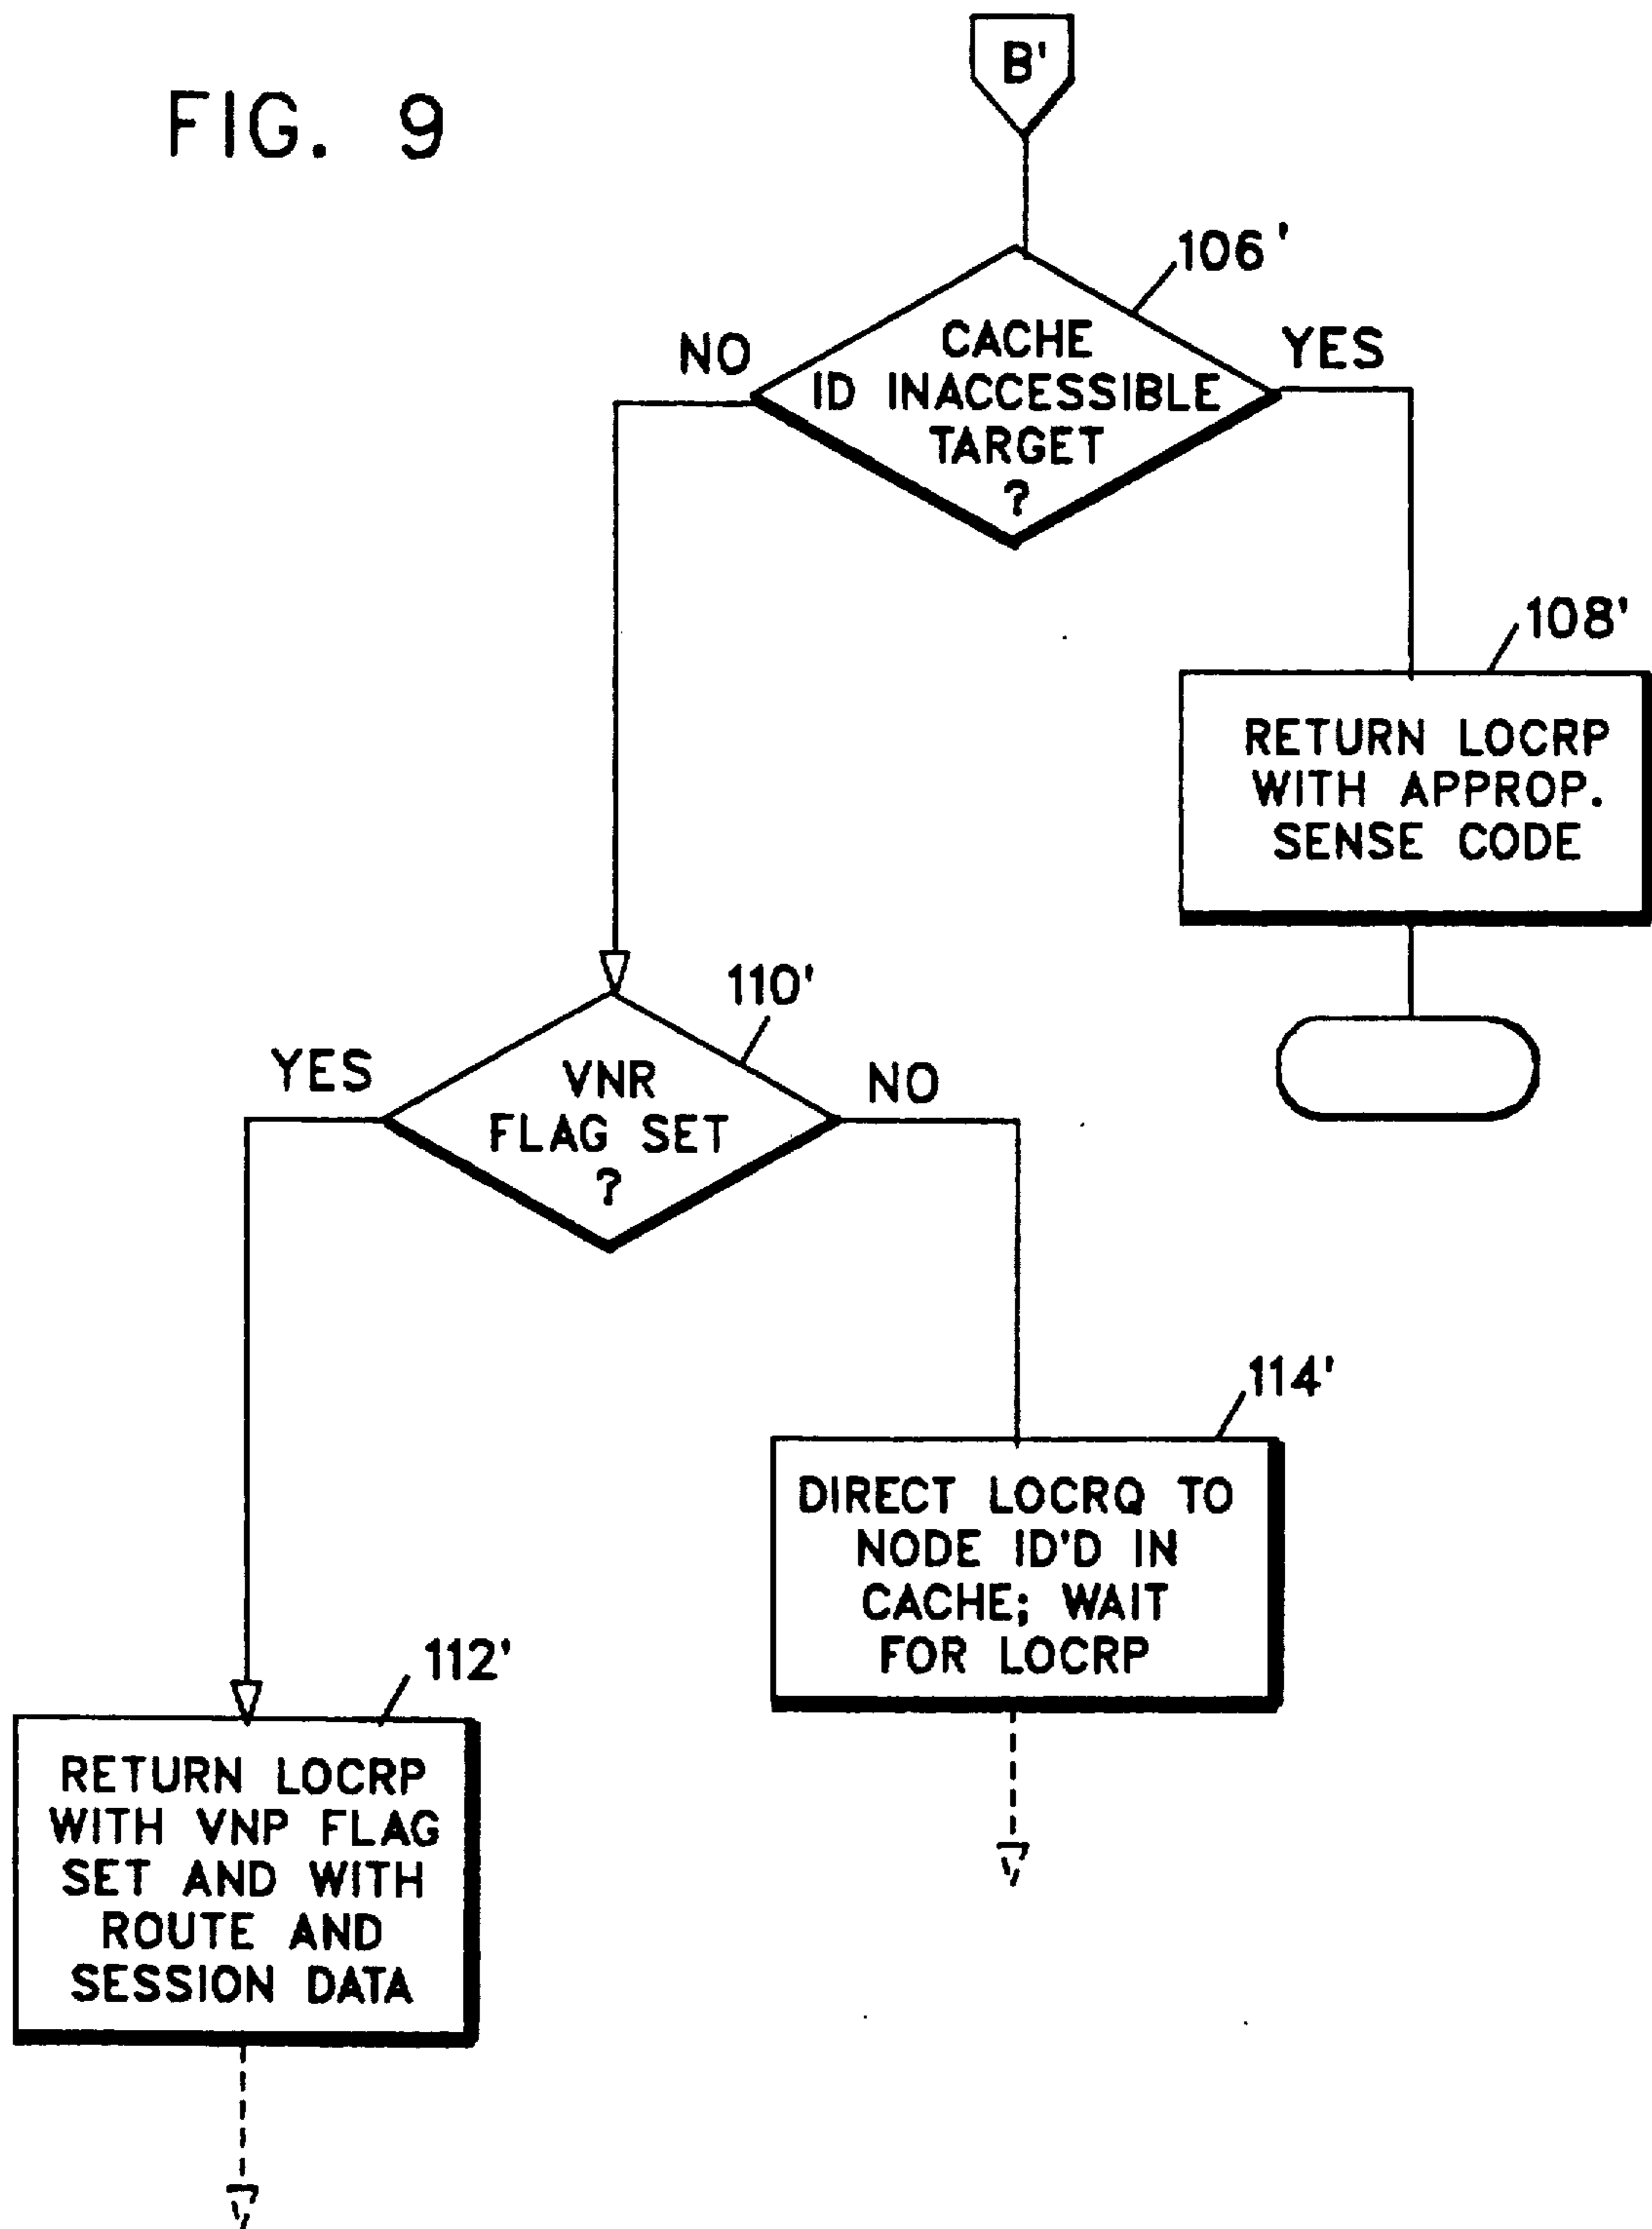 FIG. 9
B'
106'
NO
YES
CACHE
ID INACCESSIBLE
TARGET
?
108'
RETURN LOCRP
WITH APPROP.
SENSE CODE
110'
YES
NO
VNR
FLAG SET
?
114'
DIRECT LOCRQ TO
NODE ID'D IN
CACHE; WAIT
FOR LOCRP
112'
RETURN LOCRP
WITH VNP FLAG
SET AND WITH
ROUTE AND
SESSION DATA